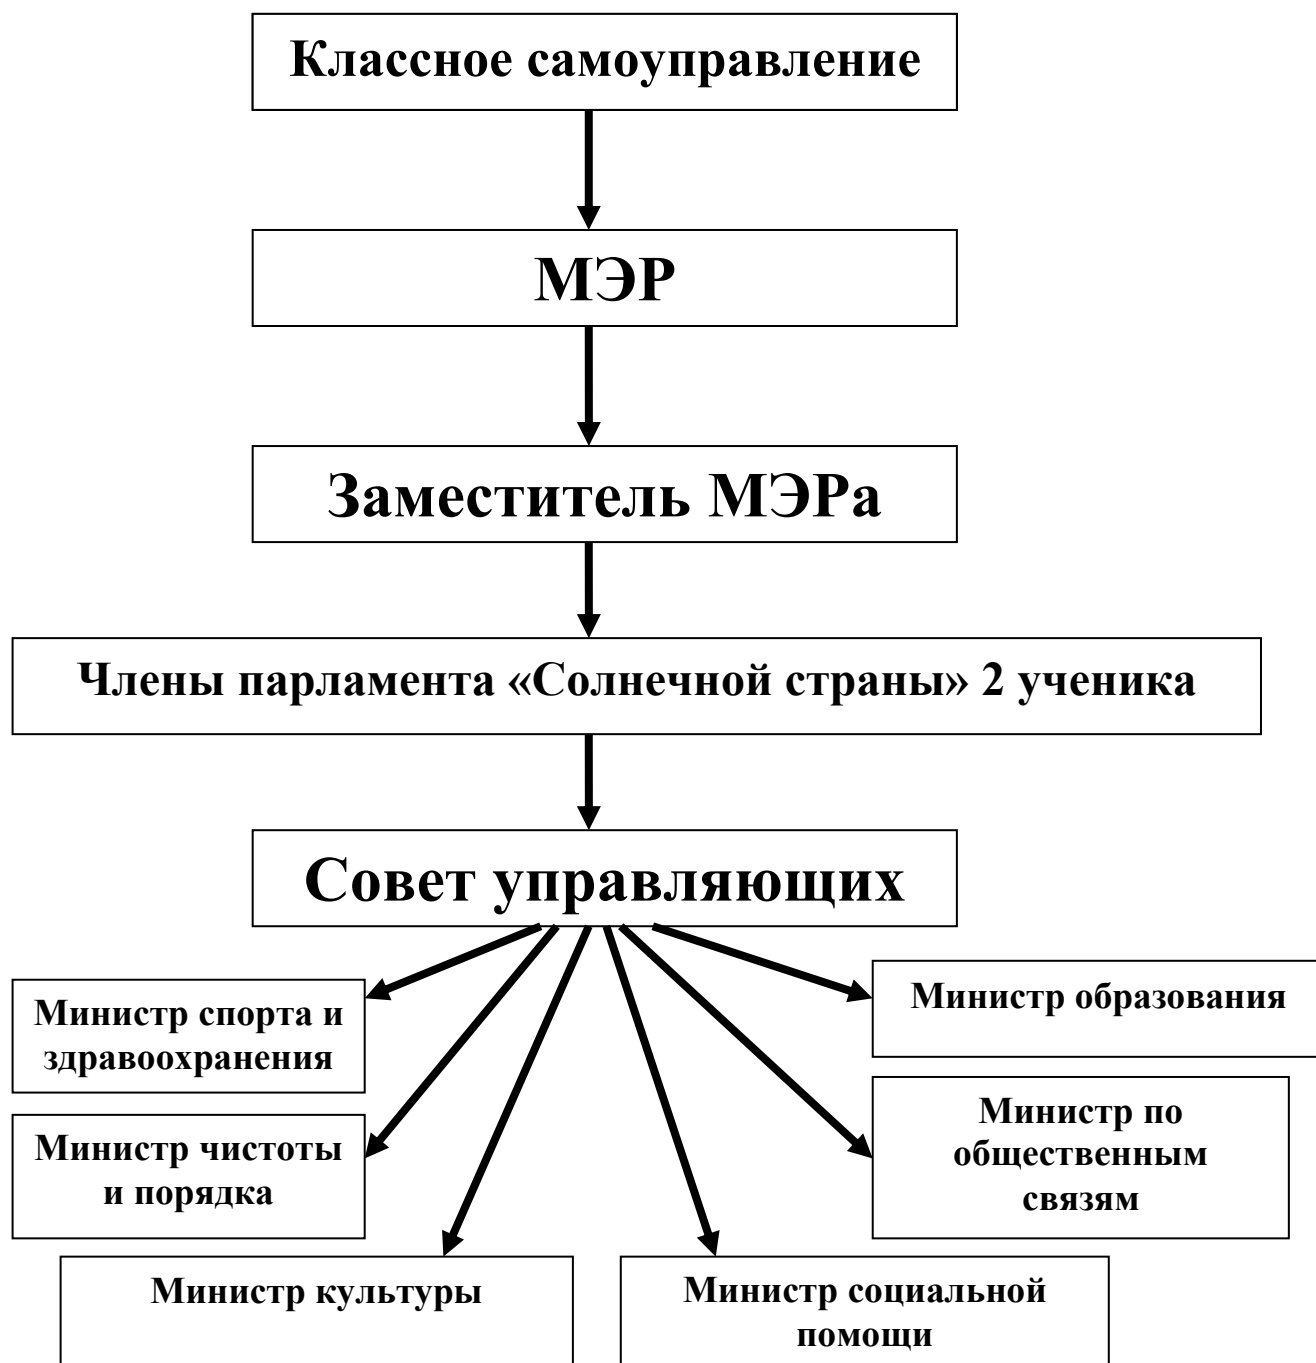 Классное самоуправление
МЭР
Заместитель МЭРа
Члены парламента «Солнечной страны» 2 ученика
Совет управляющих
Министр спорта и
здравоохранения
Министр образования
Министр чистоты
и порядка
Министр по
общественным
связям
Министр культуры
Министр социальной
помощи